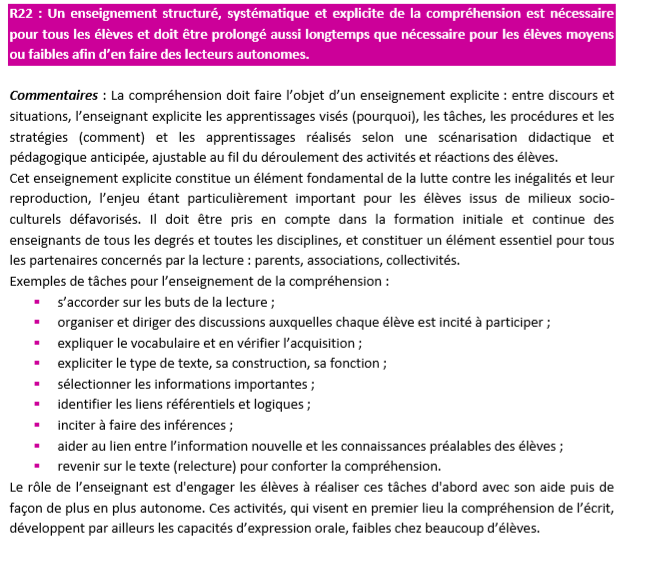 R22 : Un enseignement structuré, systématique et explicite de la compréhension est nécessaire
pour tous les élèves et doit être prolongé aussi longtemps que nécessaire pour les élèves moyens
ou faibles afin d’en faire des lecteurs autonomes.
Commentaires : La compréhension doit faire l’objet d’un enseignement explicite : entre discours et
situations, l’enseignant explicite les apprentissages visés (pourquoi), les tâches, les procédures et les
stratégies (comment) et les apprentissages réalisés selon une scénarisation didactique et
pédagogique anticipée, ajustable au fil du déroulement des activités et réactions des élèves.
Cet enseignement explicite constitue un élément fondamental de la lutte contre les inégalités et leur
reproduction, l’enjeu étant particulièrement important pour les élèves issus de milieux socio-
culturels défavorisés. Il doit être pris en compte dans la formation initiale et continue des
enseignants de tous les degrés et toutes les disciplines, et constituer un élément essentiel pour tous
les partenaires concernés par la lecture : parents, associations, collectivités.
Exemples de tâches pour l’enseignement de la compréhension :
▪ s’accorder sur les buts de la lecture ;
▪ organiser et diriger des discussions auxquelles chaque élève est incité à participer ;
▪ expliquer le vocabulaire et en vérifier l’acquisition ;
▪ expliciter le type de texte, sa construction, sa fonction ;
▪ sélectionner les informations importantes ;
▪ identifier les liens référentiels et logiques ;
▪ inciter à faire des inférences ;
▪ aider au lien entre l’information nouvelle et les connaissances préalables des élèves ;
▪ revenir sur le texte (relecture) pour conforter la compréhension.
Le rôle de l’enseignant est d'engager les élèves à réaliser ces tâches d'abord avec son aide puis de
façon de plus en plus autonome. Ces activités, qui visent en premier lieu la compréhension de l’écrit,
développent par ailleurs les capacités d’expression orale, faibles chez beaucoup d’élèves.